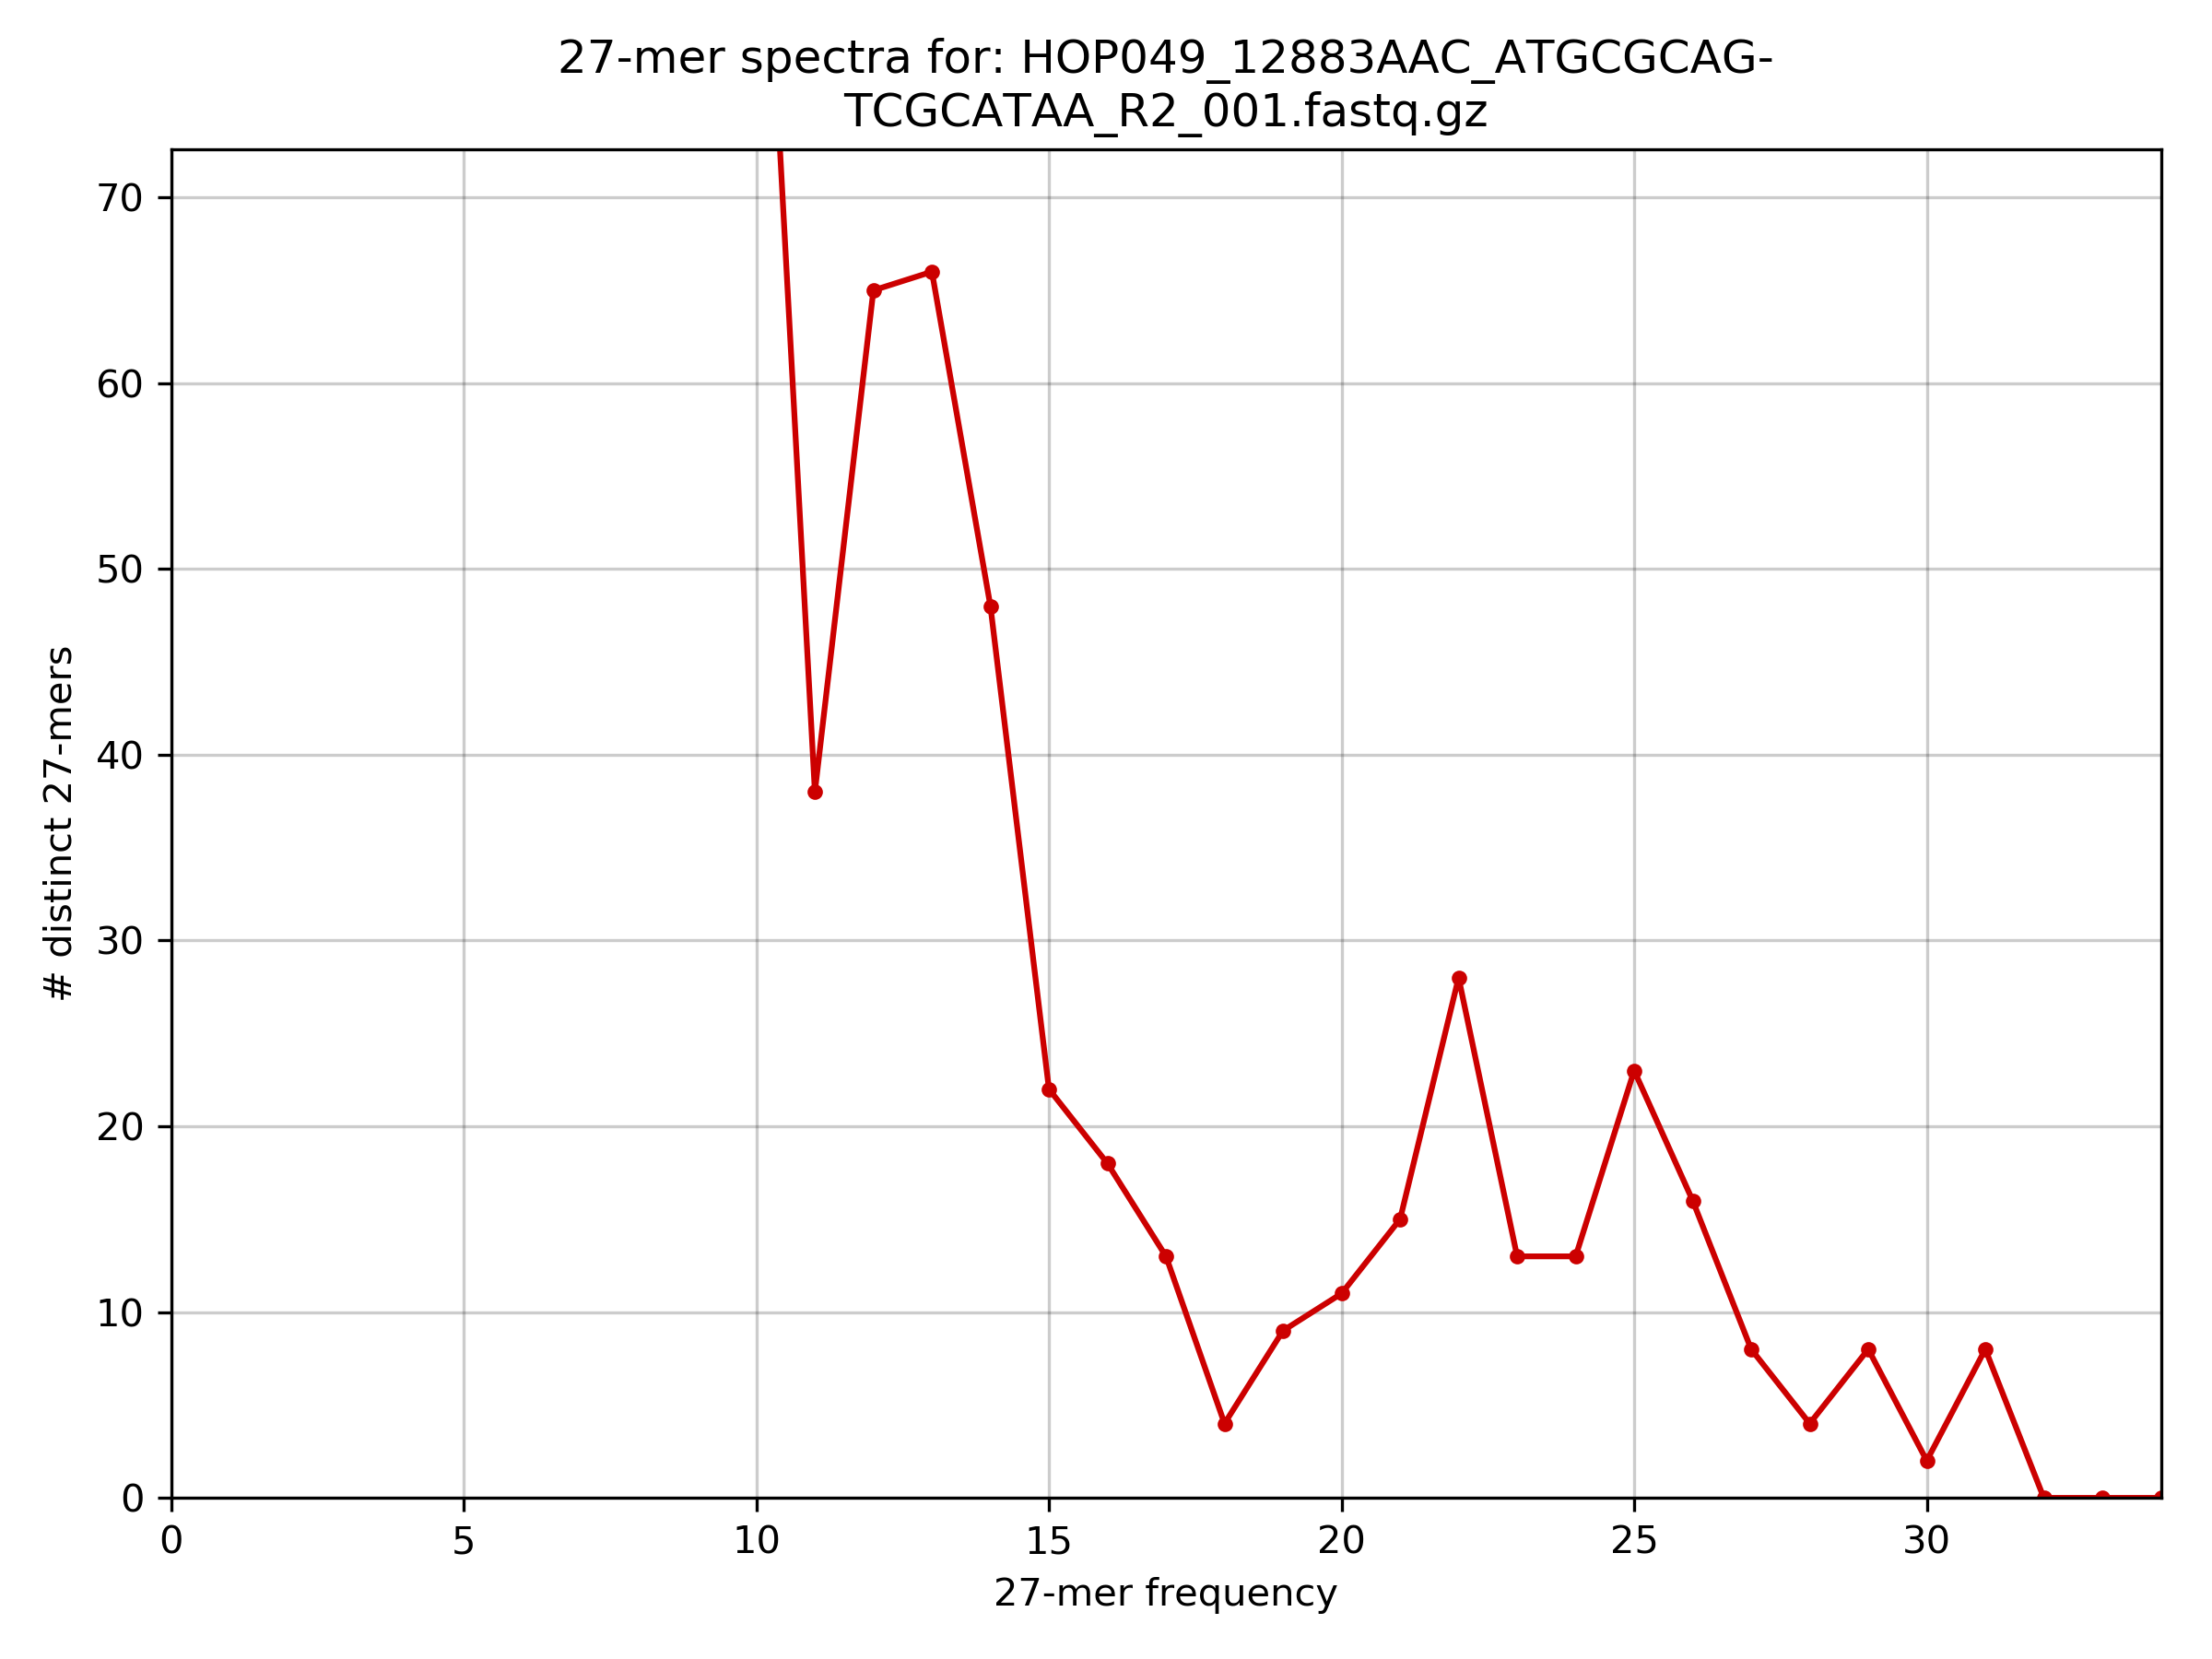 27-mer spectra for: HOP049_12883AAC_ATGCGCAG-
TCGCATAA_R2_001.fastq.gz
70
60
50
40
30
20
10
0
# distinct 27-mers
0 5 10 15 20 25 30
27-mer frequency